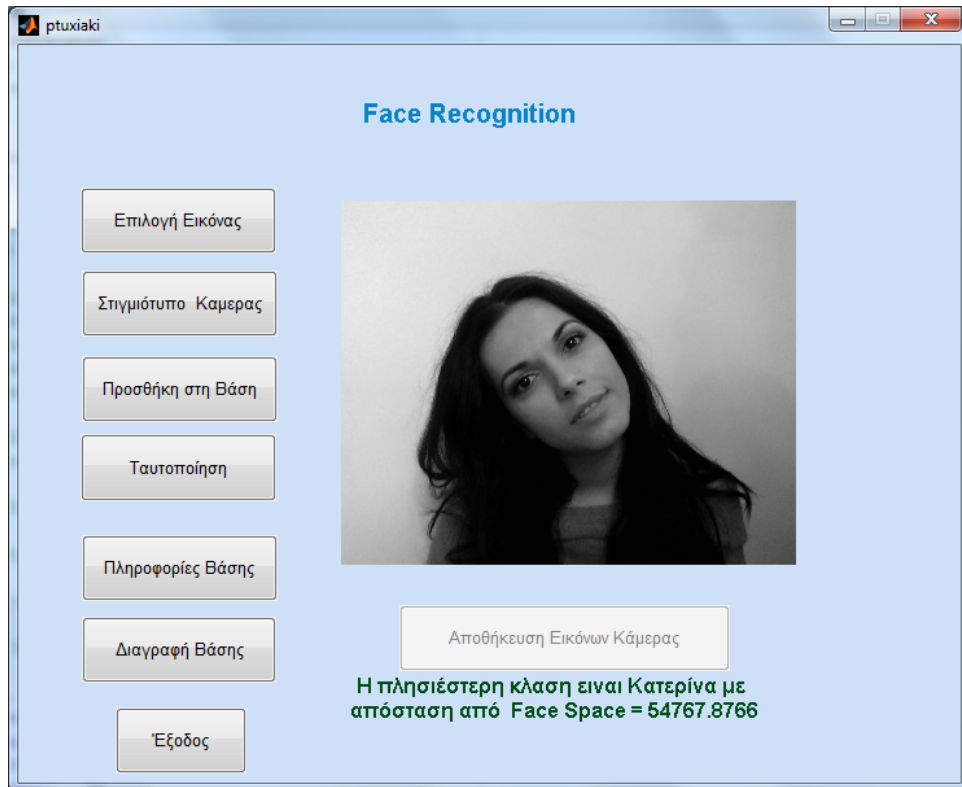 ptuxiaki
Face Recognition
Επιλογή Εικόνας
Στιγμιότυπο Καμερας
Προσθήκη στη Βάση
Ταυτοποίηση
Πληροφορίες Βάσης
Διαγραφή Βάσης
Έξοδος
Αποθήκευση Εικόνων Κάμερας
Η πλησιέστερη κλαση ειναι Κατερίνα με
απόσταση από Face Space = 54767.8766